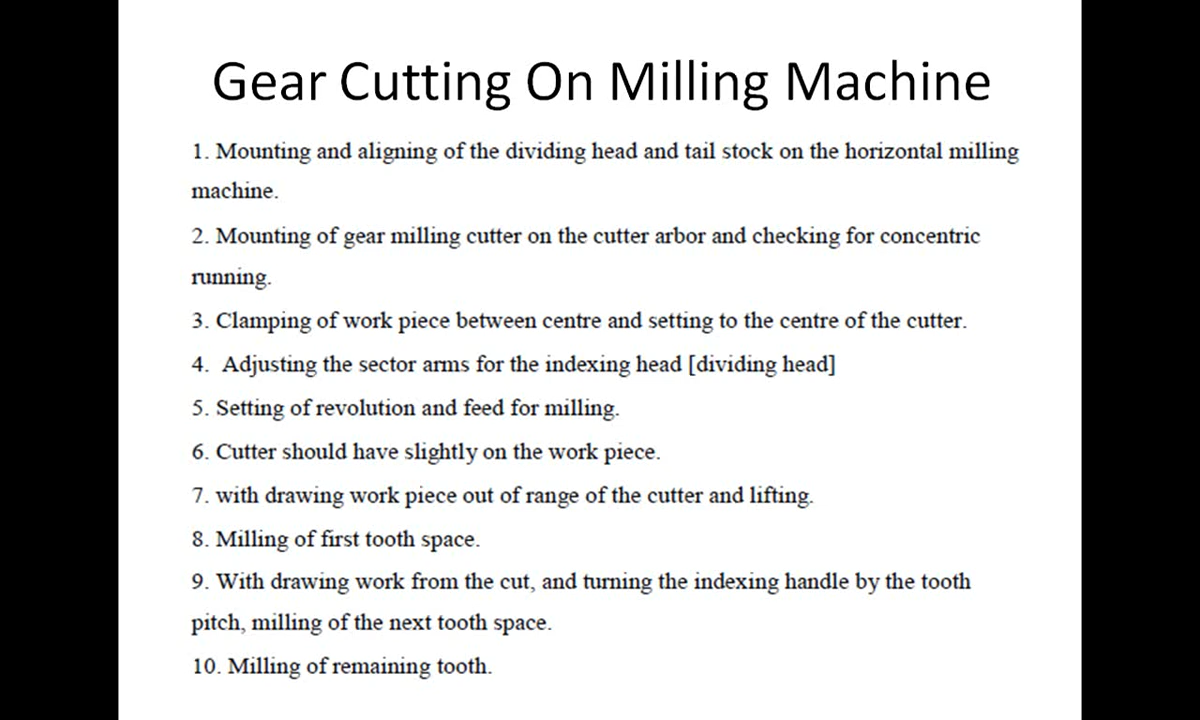 Gear Cutting On Milling Machine
1. Mounting and aligning of the dividing head and tail stock on the horizontal milling
machine.
2. Mounting of gear milling cutter on the cutter arbor and checking for concentric
running.
3. Clamping of work piece between centre and setting to the centre of the cutter.
4.  Adjusting the sector arms for the indexing head [dividing head]
5. Setting of revolution and feed for milling.
6. Cutter should have slightly on the work piece.
7. with drawing work piece out of range of the cutter and lifting.
8. Milling of first tooth space.
9. With drawing work from the cut, and turning the indexing handle by the tooth
pitch, milling of the next tooth space.
10. Milling of remaining tooth.